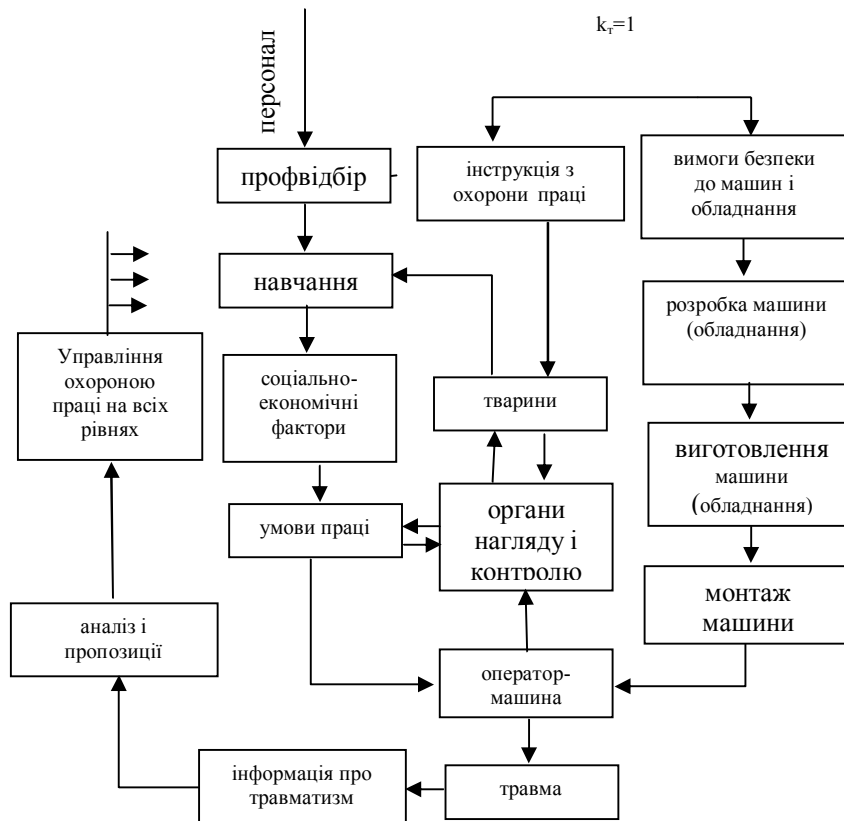 kт=1
персонал
профвідбір
інструкція з
охорони праці
вимоги безпеки
до машин і
обладнання
навчання
розробка машини
(обладнання)
Управління
охороною
праці на всіх
рівнях
соціально-
економічні
фактори
тварини
виготовлення
машини
(обладнання)
умови праці
органи
нагляду і
контролю
монтаж
машини
аналіз і
пропозиції
оператор-
машина
інформація про
травматизм
травма